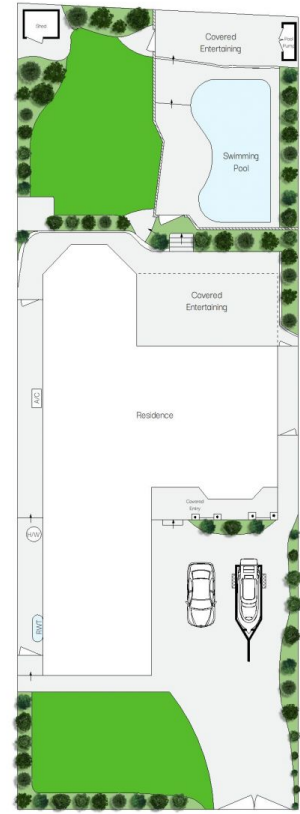 Shed
Covered
Entertaining
Pool
Pump
Swimming
Pool
Covered
Entertaining
A/C
Residence
Covered
Entry
H/W
RWT